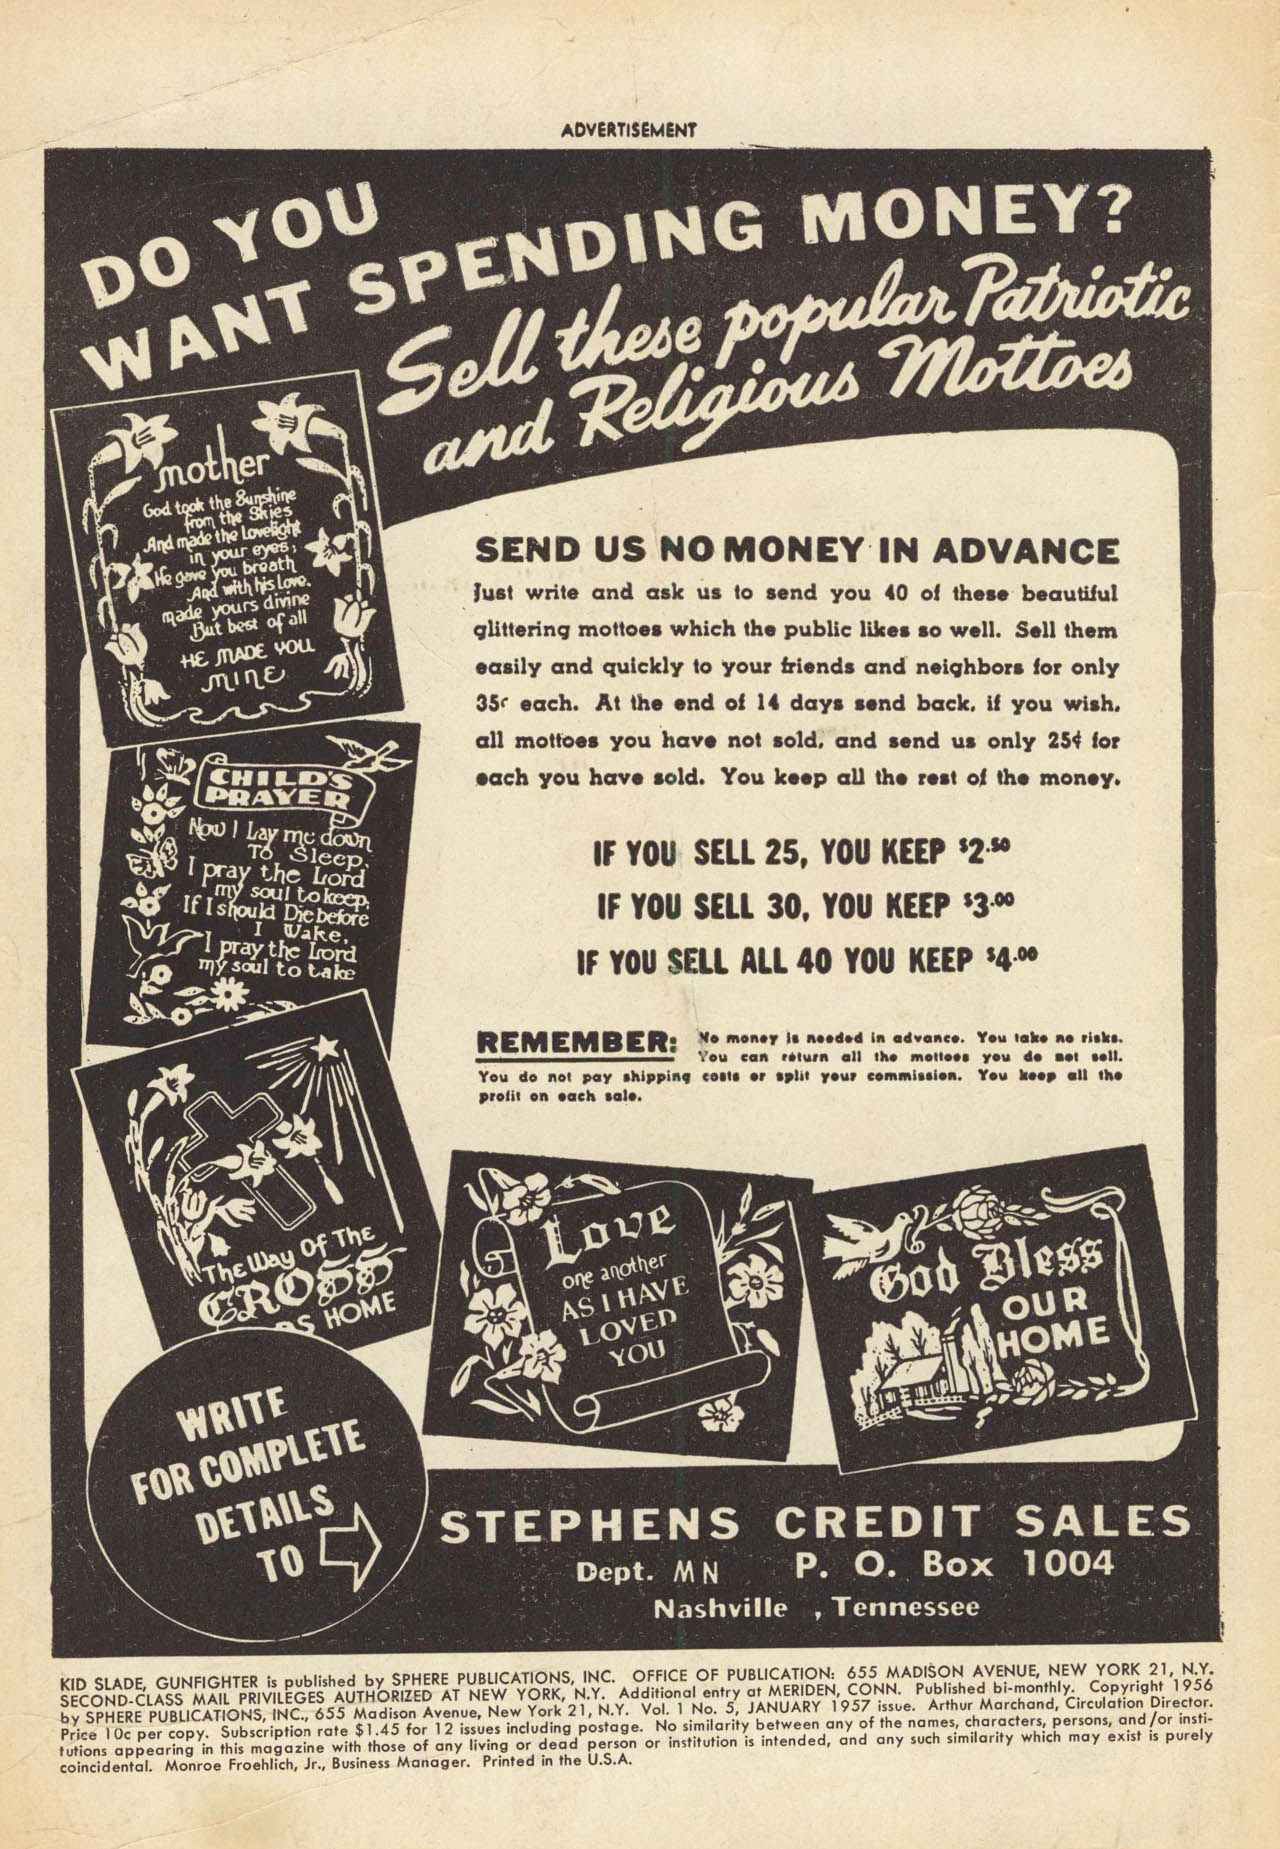 ADVERTISEMENT
DO YOU
WANT SPENDING MONEY?
Sell these popular Patriotic
and Religious Mottoes
mother
God took the Sunshine
from the Skies
And made the Lovelight
in your eyes;
He gave you breath
And with his Love.
made yours divine
But best of all
HE MADE YOU
MINE
SEND US NO MONEY IN ADVANCE
Just write and ask us to send you 40 of these beautiful
glittering mottoes which the public likes so well. Sell them
easily and quickly to your friends and neighbors for only
35¢ each. At the end of 14 days send back, if you wish,
all mottoes you have not sold, and send us only 25¢ for
each you have sold. You keep all the rest of the money.
CHILD'S
PRAYER
Now I Lay me down
To Sleep.
I pray the Lord
my soul to keep;
If I should Die before
I Wake,
I pray the Lord
my soul to take
IF YOU SELL 25, YOU KEEP $2.50
IF YOU SELL 30, YOU KEEP $3.00
IF YOU SELL ALL 40 YOU KEEP $4.00
REMEMBER: No money is needed in advance. You take no risks.
You can return all the mottoes you do not sell.
You do not pay shipping costs or split your commission. You keep all the
profit on each sale.
The Way Of The
CROSS
HOME
Love
one another
AS I HAVE
LOVED
YOU
God Bless
OUR
HOME
WRITE
FOR COMPLETE
DETAILS
TO
STEPHENS CREDIT SALES
Dept. MN P. O. Box 1004
Nashville , Tennessee
KID SLADE, GUNFIGHTER is published by SPHERE PUBLICATIONS, INC. OFFICE OF PUBLICATION: 655 MADISON AVENUE, NEW YORK 21, N.Y.
SECOND-CLASS MAIL PRIVILEGES AUTHORIZED AT NEW YORK, N.Y. Additional entry at MERIDEN, CONN. Published bi-monthly. Copyright 1956
by SPHERE PUBLICATIONS, INC., 655 Madison Avenue, New York 21, N.Y. Vol. 1 No. 5, JANUARY 1957 issue. Arthur Marchand, Circulation Director.
Price 10c per copy. Subscription rate $1.45 for 12 issues including postage. No similarity between any of the names, characters, persons, and/or insti-
tutions appearing in this magazine with those of any living or dead person or institution is intended, and any such similarity which may exist is purely
coincidental. Monroe Froehlich, Jr., Business Manager. Printed in the U.S.A.